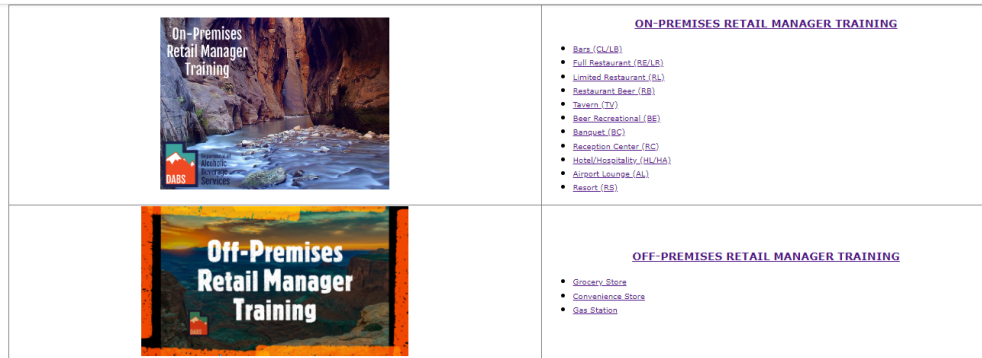 On-Premises
Retail Manager
Training
DABS
Department of
Alcoholic
Beverage
Services
ON-PREMISES RETAIL MANAGER TRAINING
Bars (CL/LB)
Full Restaurant (RE/LR)
Limited Restaurant (RL)
Restaurant Beer (RB)
Tavern (TV)
Beer Recreational (BE)
Banquet (BC)
Reception Center (RC)
Hotel/Hospitality (HL/HA)
Airport Lounge (AL)
Resort (RS)
Off-Premises
Retail Manager
Training
DABS
OFF-PREMISES RETAIL MANAGER TRAINING
Grocery Store
Convenience Store
Gas Station